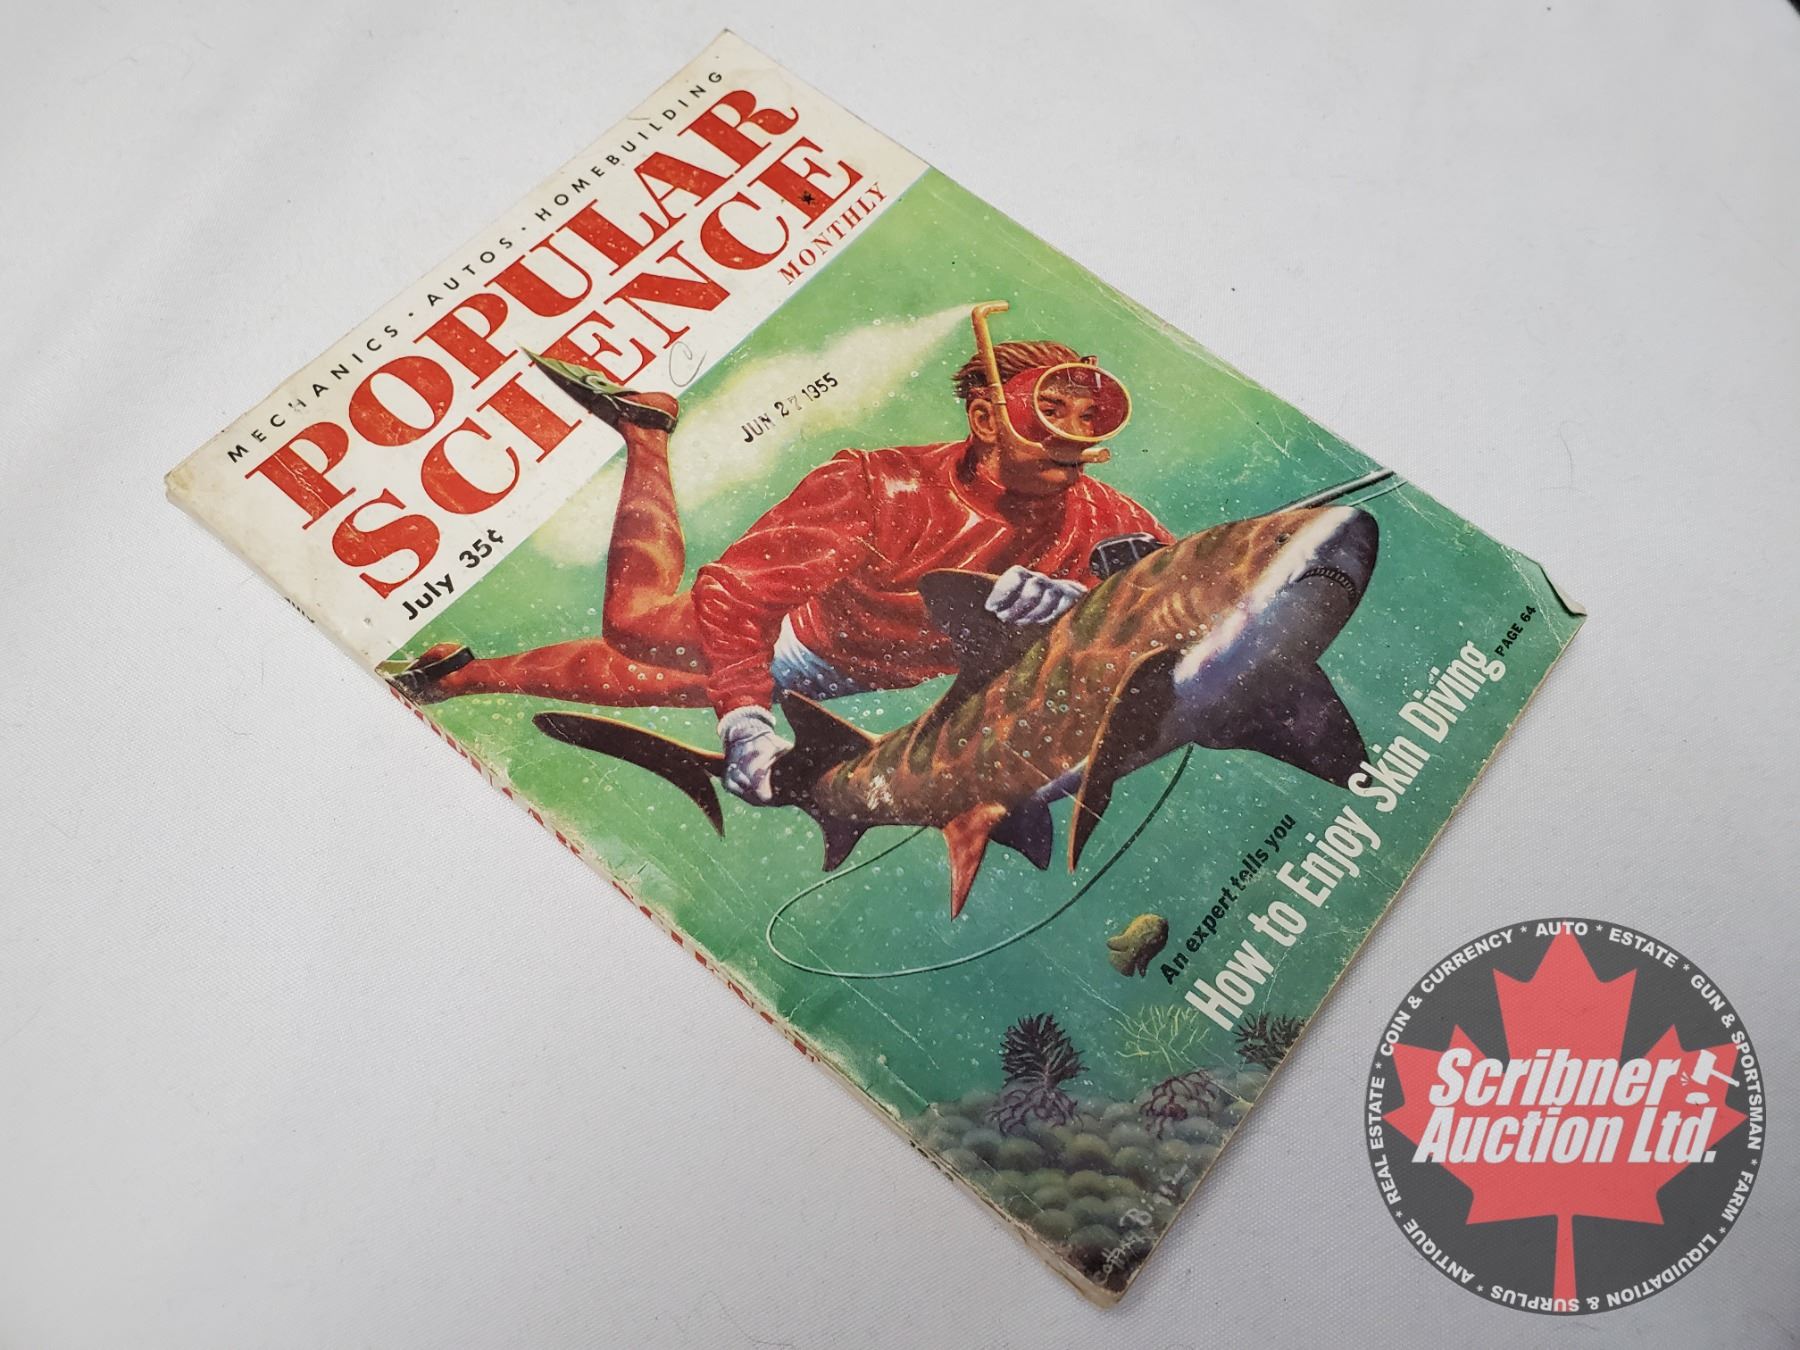 MECHANICS · AUTOS · HOMEBUILDING
POPULAR
SCIENCE
MONTHLY
July 35¢
JUN 27 1955
An expert tells you
How to Enjoy Skin Diving PAGE 64
COIN & CURRENCY * AUTO * ESTATE * GUN & SPORTSMAN * FARM * LIQUIDATION & SURPLUS * ANTIQUE * REAL ESTATE *
Scribner
Auction Ltd.